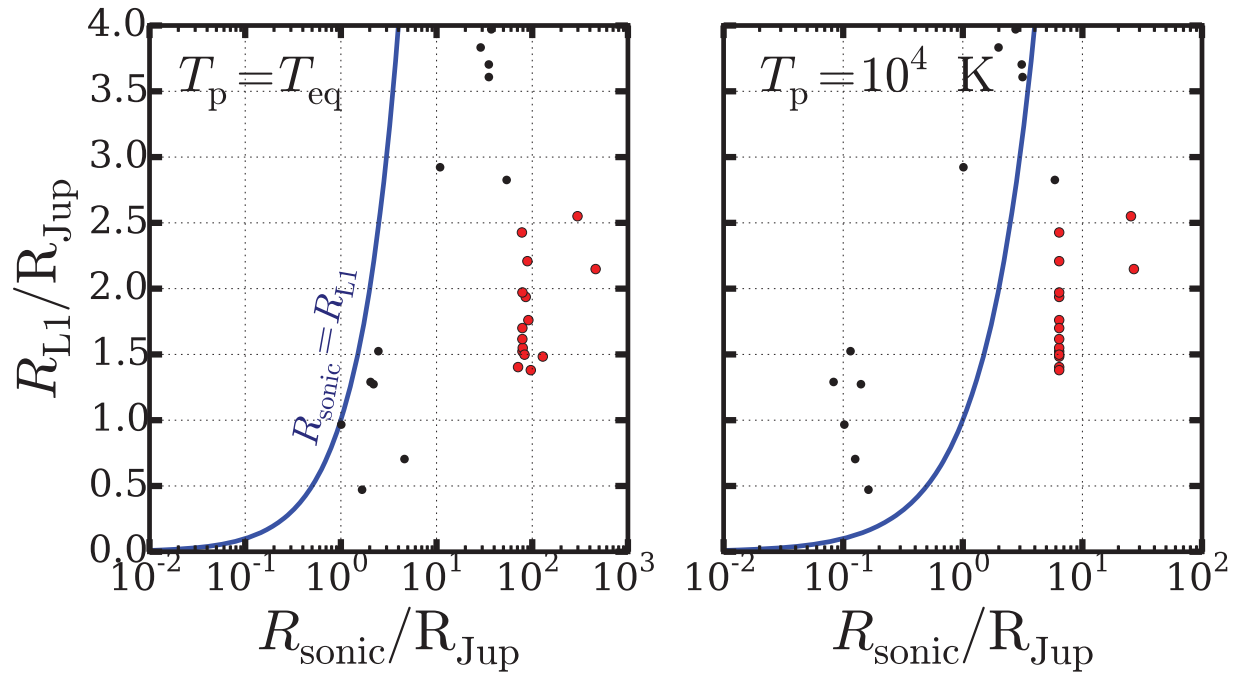 4.0
3.5
3.0
2.5
2.0
1.5
1.0
0.5
0.0
R_L1/R_Jup
T_p = T_eq
R_sonic = R_L1
10^-2 10^-1 10^0 10^1 10^2 10^3
R_sonic/R_Jup
T_p = 10^4 K
10^-2 10^-1 10^0 10^1 10^2
R_sonic/R_Jup